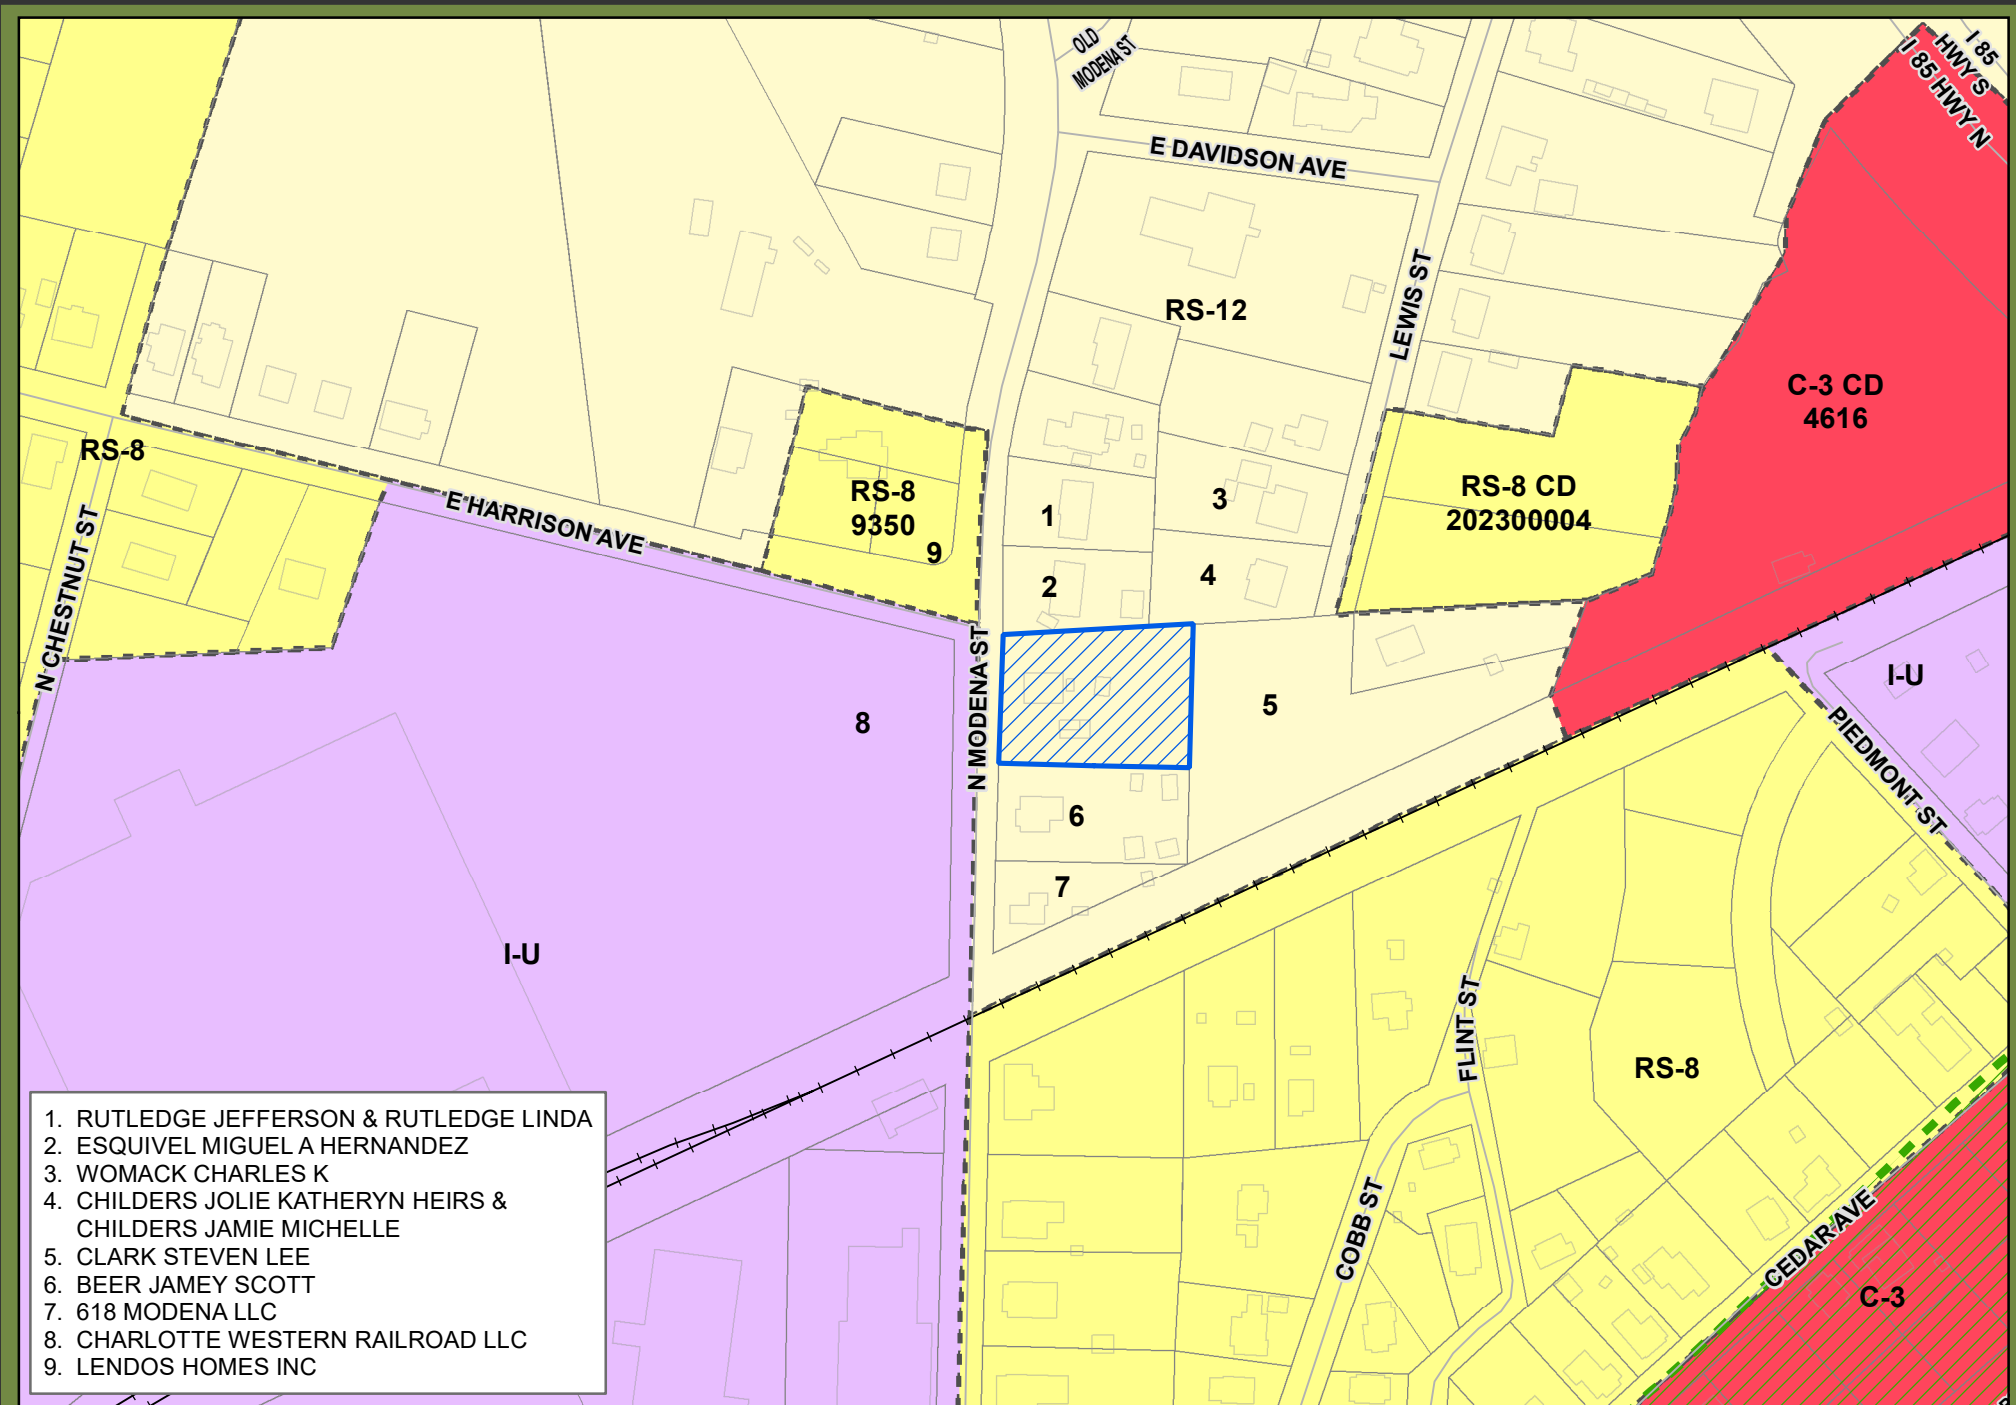 OLD
MODENA ST
I 85
HWY S
I 85 HWY N
E DAVIDSON AVE
LEWIS ST
RS-12
C-3 CD
4616
RS-8
E HARRISON AVE
N CHESTNUT ST
RS-8
9350
9
1
2
3
4
RS-8 CD
202300004
N MODENA ST
8
5
6
7
I-U
PIEDMONT ST
I-U
FLINT ST
RS-8
COBB ST
CEDAR AVE
C-3
1. RUTLEDGE JEFFERSON & RUTLEDGE LINDA
2. ESQUIVEL MIGUEL A HERNANDEZ
3. WOMACK CHARLES K
4. CHILDERS JOLIE KATHERYN HEIRS &
CHILDERS JAMIE MICHELLE
5. CLARK STEVEN LEE
6. BEER JAMEY SCOTT
7. 618 MODENA LLC
8. CHARLOTTE WESTERN RAILROAD LLC
9. LENDOS HOMES INC